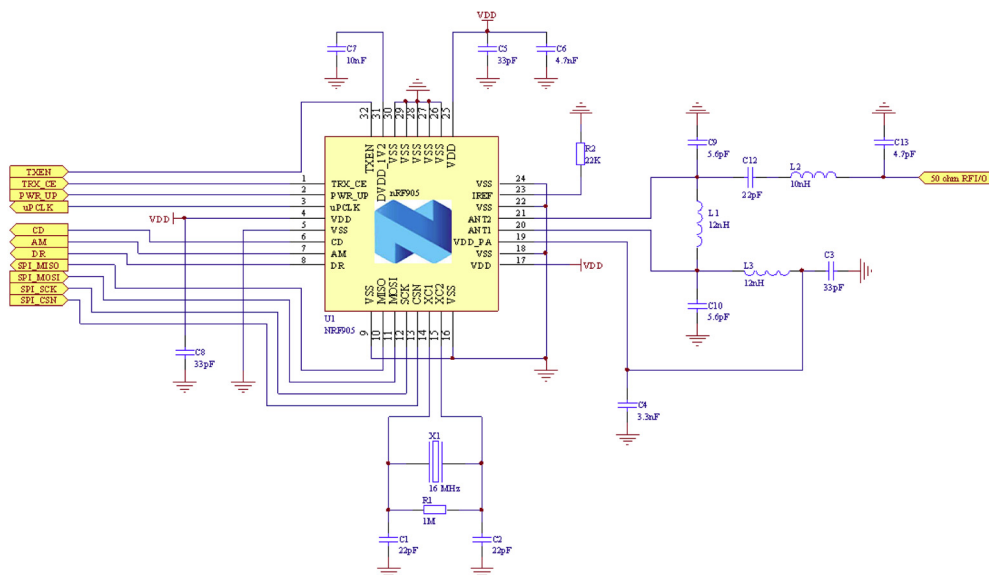 VDD
C7
10nF
C5
33pF
C6
4.7nF
32
31
30
29
28
27
26
25
TXEN
DVDD_1V2
VSS
VSS
VSS
VSS
VSS
VDD
R2
22K
C9
5.6pF
C12
22pF
L2
10nH
C13
4.7pF
50 ohm RFI/O
TXEN
TRX_CE
PWR_UP
uPCLK
CD
AM
DR
SPI_MISO
SPI_MOSI
SPI_SCK
SPI_CSN
VDD
1
2
3
4
5
6
7
8
TRX_CE
PWR_UP
uPCLK
VDD
VSS
CD
AM
DR
nRF905
VSS
IREF
VSS
ANT2
ANT1
VDD_PA
VSS
VDD
24
23
22
21
20
19
18
17
VDD
L1
12nH
L3
12nH
C3
33pF
C10
5.6pF
VSS
MISO
MOSI
SCK
CSN
XC1
XC2
VSS
U1
NRF905
9
10
11
12
13
14
15
16
C8
33pF
C4
3.3nF
X1
16 MHz
R1
1M
C1
22pF
C2
22pF